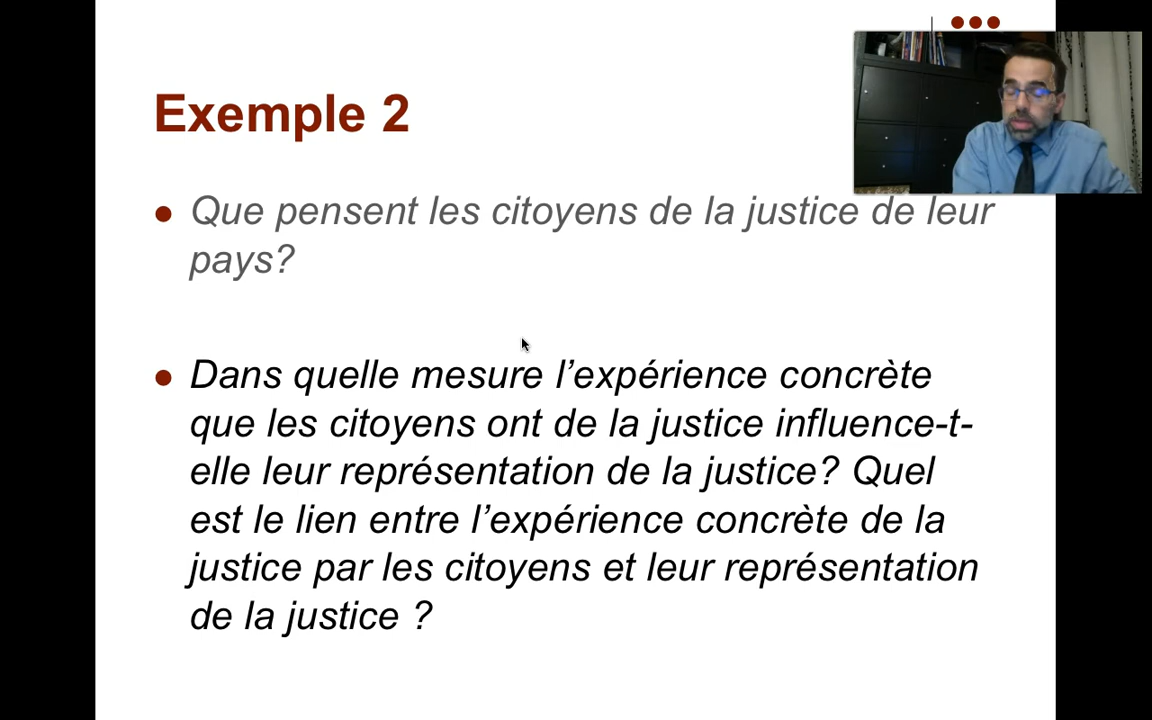 Exemple 2
Que pensent les citoyens de la justice de leur
pays?
Dans quelle mesure l’expérience concrète
que les citoyens ont de la justice influence-t-
elle leur représentation de la justice? Quel
est le lien entre l’expérience concrète de la
justice par les citoyens et leur représentation
de la justice ?